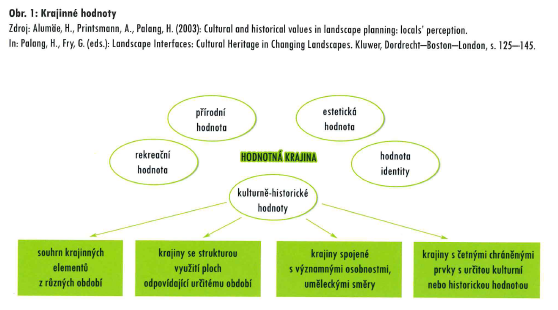 Obr. 1: Krajinné hodnoty
Zdroj: Alumäe, H., Printsmann, A., Palang, H. (2003): Cultural and historical values in landscape planning: locals' perception.
In: Palang, H., Fry, G. (eds.): Landscape Interfaces: Cultural Heritage in Changing Landscapes. Kluwer, Dordrecht–Boston–London, s. 125–145.
přírodní
hodnota
estetická
hodnota
rekreační
hodnota
HODNOTNÁ KRAJINA
hodnota
identity
kulturně-historické
hodnoty
souhrn krajinných
elementů
z různých období
krajiny se strukturou
využití ploch
odpovídající určitému období
krajiny spojené
s významnými osobnostmi,
uměleckými směry
krajiny s četnými chráněnými
prvky s určitou kulturní
nebo historickou hodnotou